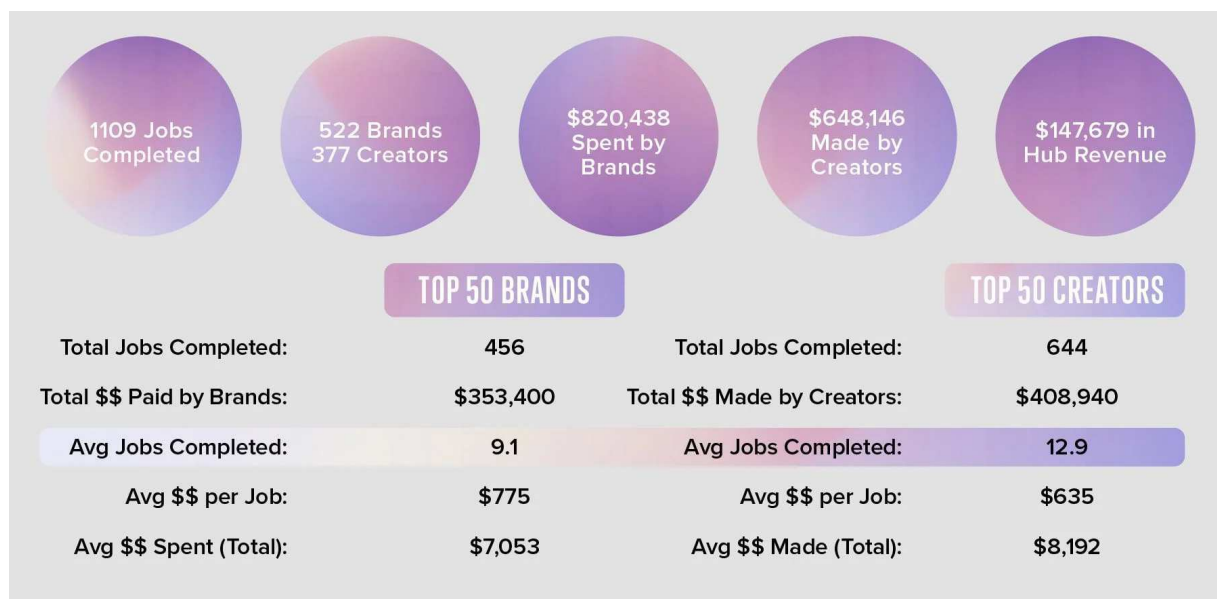 1109 Jobs
Completed
522 Brands
377 Creators
$820,438
Spent by
Brands
$648,146
Made by
Creators
$147,679 in
Hub Revenue
TOP 50 BRANDS
TOP 50 CREATORS
Total Jobs Completed: 456 Total Jobs Completed: 644
Total $$ Paid by Brands: $353,400 Total $$ Made by Creators: $408,940
Avg Jobs Completed: 9.1 Avg Jobs Completed: 12.9
Avg $$ per Job: $775 Avg $$ per Job: $635
Avg $$ Spent (Total): $7,053 Avg $$ Made (Total): $8,192